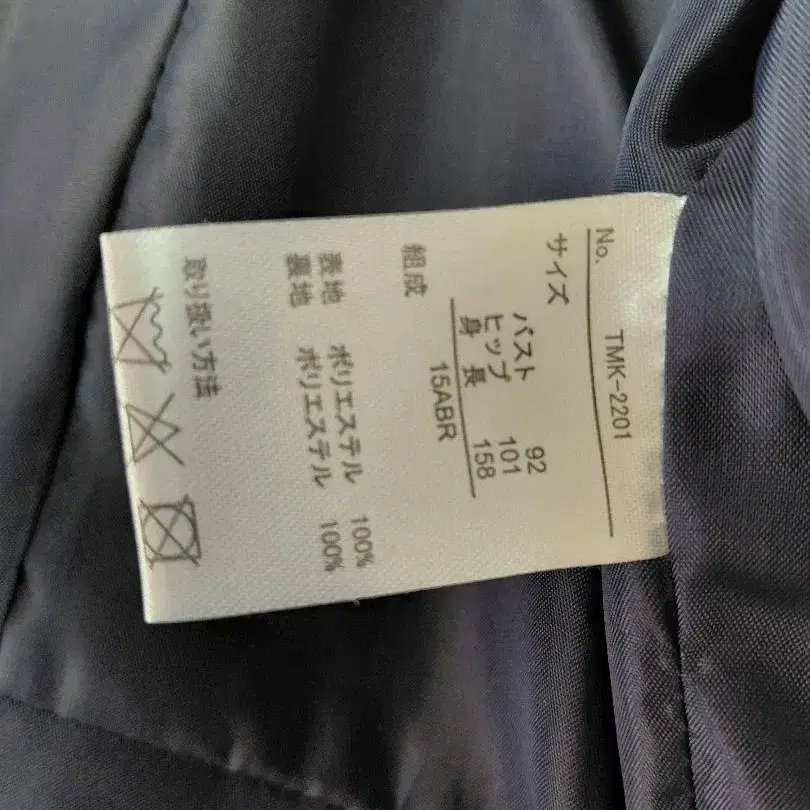 No. TMK-2201
サイズ
バスト 92
ヒップ 101
身長 158
15ABR
組成
表地 ポリエステル 100%
裏地 ポリエステル 100%
取り扱い方法